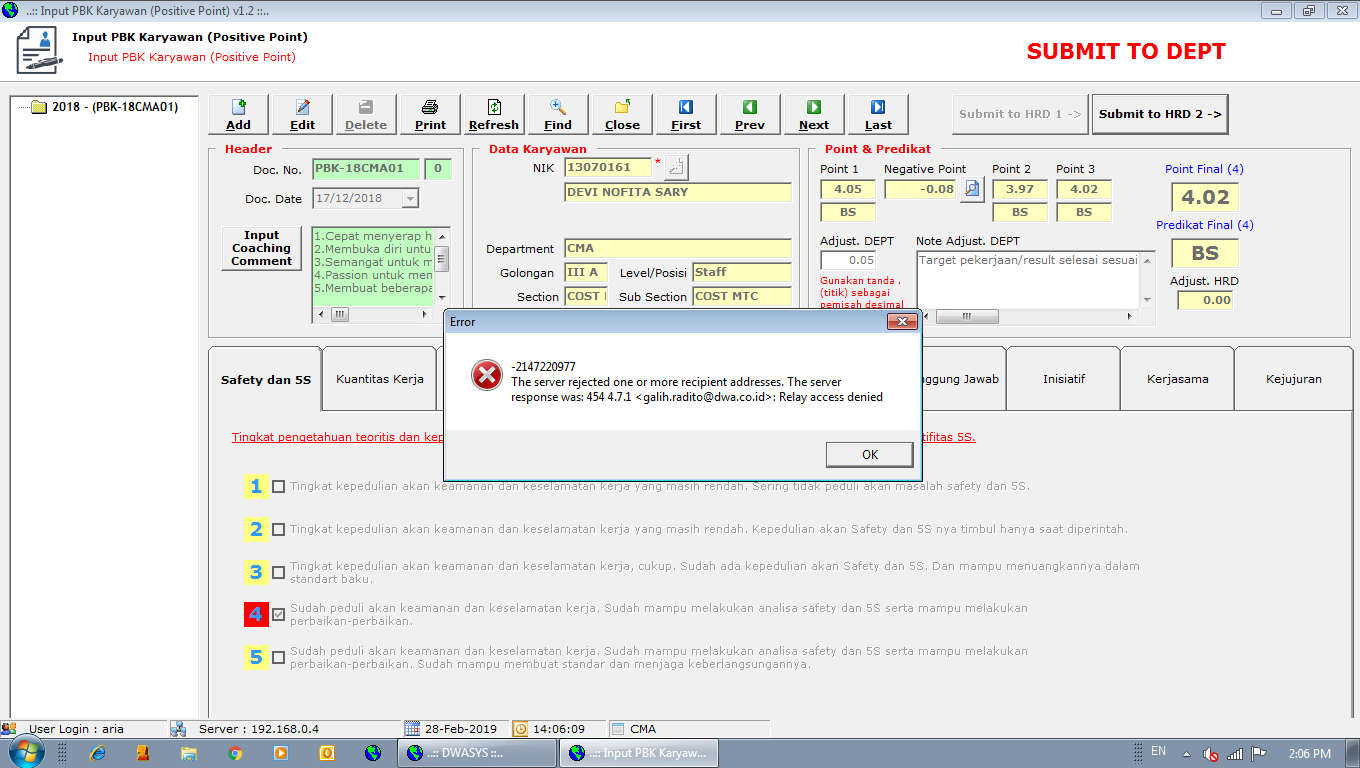 ..:: Input PBK Karyawan (Positive Point) v1.2 ::..
Input PBK Karyawan (Positive Point)
Input PBK Karyawan (Positive Point)
SUBMIT TO DEPT
2018 - (PBK-18CMA01)
Add Edit Delete Print Refresh Find Close First Prev Next Last
Submit to HRD 1 -> Submit to HRD 2 ->
Header
Doc. No. PBK-18CMA01 0
Doc. Date 17/12/2018
Input
Coaching
Comment
1.Cepat menyerap h
2.Membuka diri untu
3.Semangat untuk m
4.Passion untuk men
5.Membuat beberapa
Data Karyawan
NIK 13070161 *
DEVI NOFITA SARY
Department CMA
Golongan III A Level/Posisi Staff
Section COST Sub Section COST MTC
Point & Predikat
Point 1 Negative Point Point 2 Point 3
4.05 -0.08 3.97 4.02
BS BS BS
Point Final (4)
4.02
Predikat Final (4)
BS
Adjust. HRD
0.00
Adjust. DEPT
0.05
Gunakan tanda .
(titik) sebagai
pemisah desimal
Note Adjust. DEPT
Target pekerjaan/result selesai sesuai
Error
-2147220977
The server rejected one or more recipient addresses. The server
response was: 454 4.7.1 <galih.radito@dwa.co.id>: Relay access denied
OK
Safety dan 5S Kuantitas Kerja nggung Jawab Inisiatif Kerjasama Kejujuran
Tingkat pengetahuan teoritis dan kep tifitas 5S.
1 Tingkat kepedulian akan keamanan dan keselamatan kerja yang masih rendah. Sering tidak peduli akan masalah safety dan 5S.
2 Tingkat kepedulian akan keamanan dan keselamatan kerja yang masih rendah. Kepedulian akan Safety dan 5S nya timbul hanya saat diperintah.
3 Tingkat kepedulian akan keamanan dan keselamatan kerja, cukup. Sudah ada kepedulian akan Safety dan 5S. Dan mampu menuangkannya dalam
standart baku.
4 Sudah peduli akan keamanan dan keselamatan kerja. Sudah mampu melakukan analisa safety dan 5S serta mampu melakukan
perbaikan-perbaikan.
5 Sudah peduli akan keamanan dan keselamatan kerja. Sudah mampu melakukan analisa safety dan 5S serta mampu melakukan
perbaikan-perbaikan. Sudah mampu membuat standar dan menjaga keberlangsungannya.
User Login : aria Server : 192.168.0.4 28-Feb-2019 14:06:09 CMA
..:: DWASYS ::.. ..:: Input PBK Karyaw... EN 2:06 PM